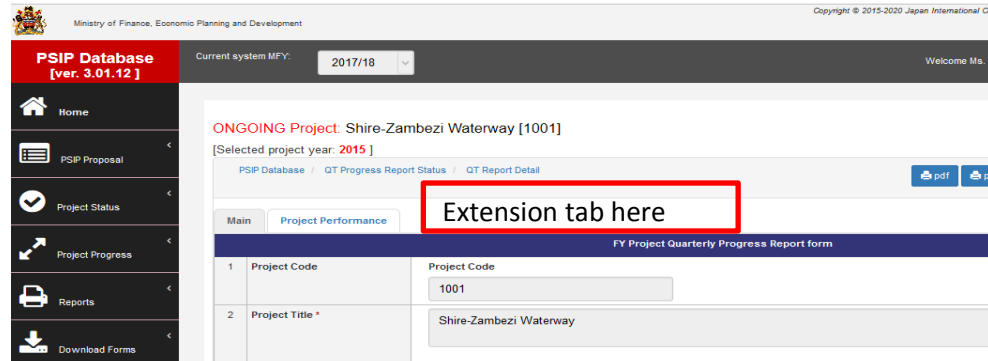 Copyright © 2015-2020 Japan International C
Ministry of Finance, Economic Planning and Development
PSIP Database
[ver. 3.01.12 ]
Current system MFY:
2017/18
Welcome Ms.
Home
PSIP Proposal
Project Status
Project Progress
Reports
Download Forms
ONGOING Project: Shire-Zambezi Waterway [1001]
[Selected project year: 2015 ]
PSIP Database / QT Progress Report Status / QT Report Detail
pdf
p
Extension tab here
Main
Project Performance
FY Project Quarterly Progress Report form
1 Project Code
Project Code
1001
2 Project Title *
Shire-Zambezi Waterway